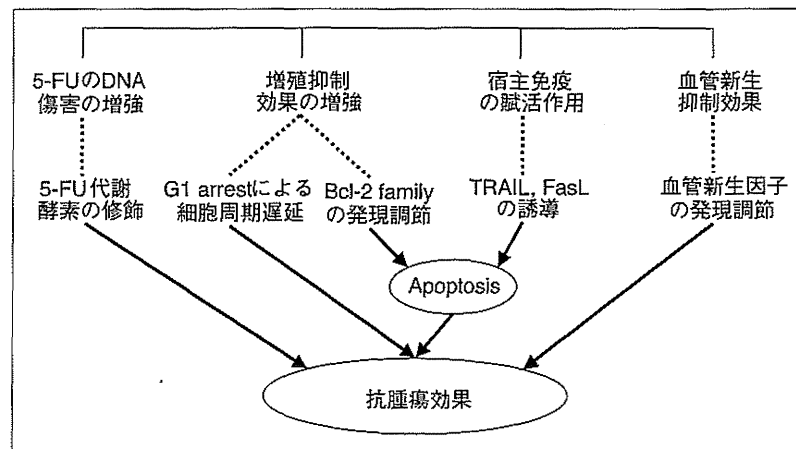 5-FUのDNA
傷害の増強
増殖抑制
効果の増強
宿主免疫
の賦活作用
血管新生
抑制効果
5-FU代謝
酵素の修飾
G1 arrestによる
細胞周期遅延
Bcl-2 family
の発現調節
TRAIL, FasL
の誘導
血管新生因子
の発現調節
Apoptosis
抗腫瘍効果